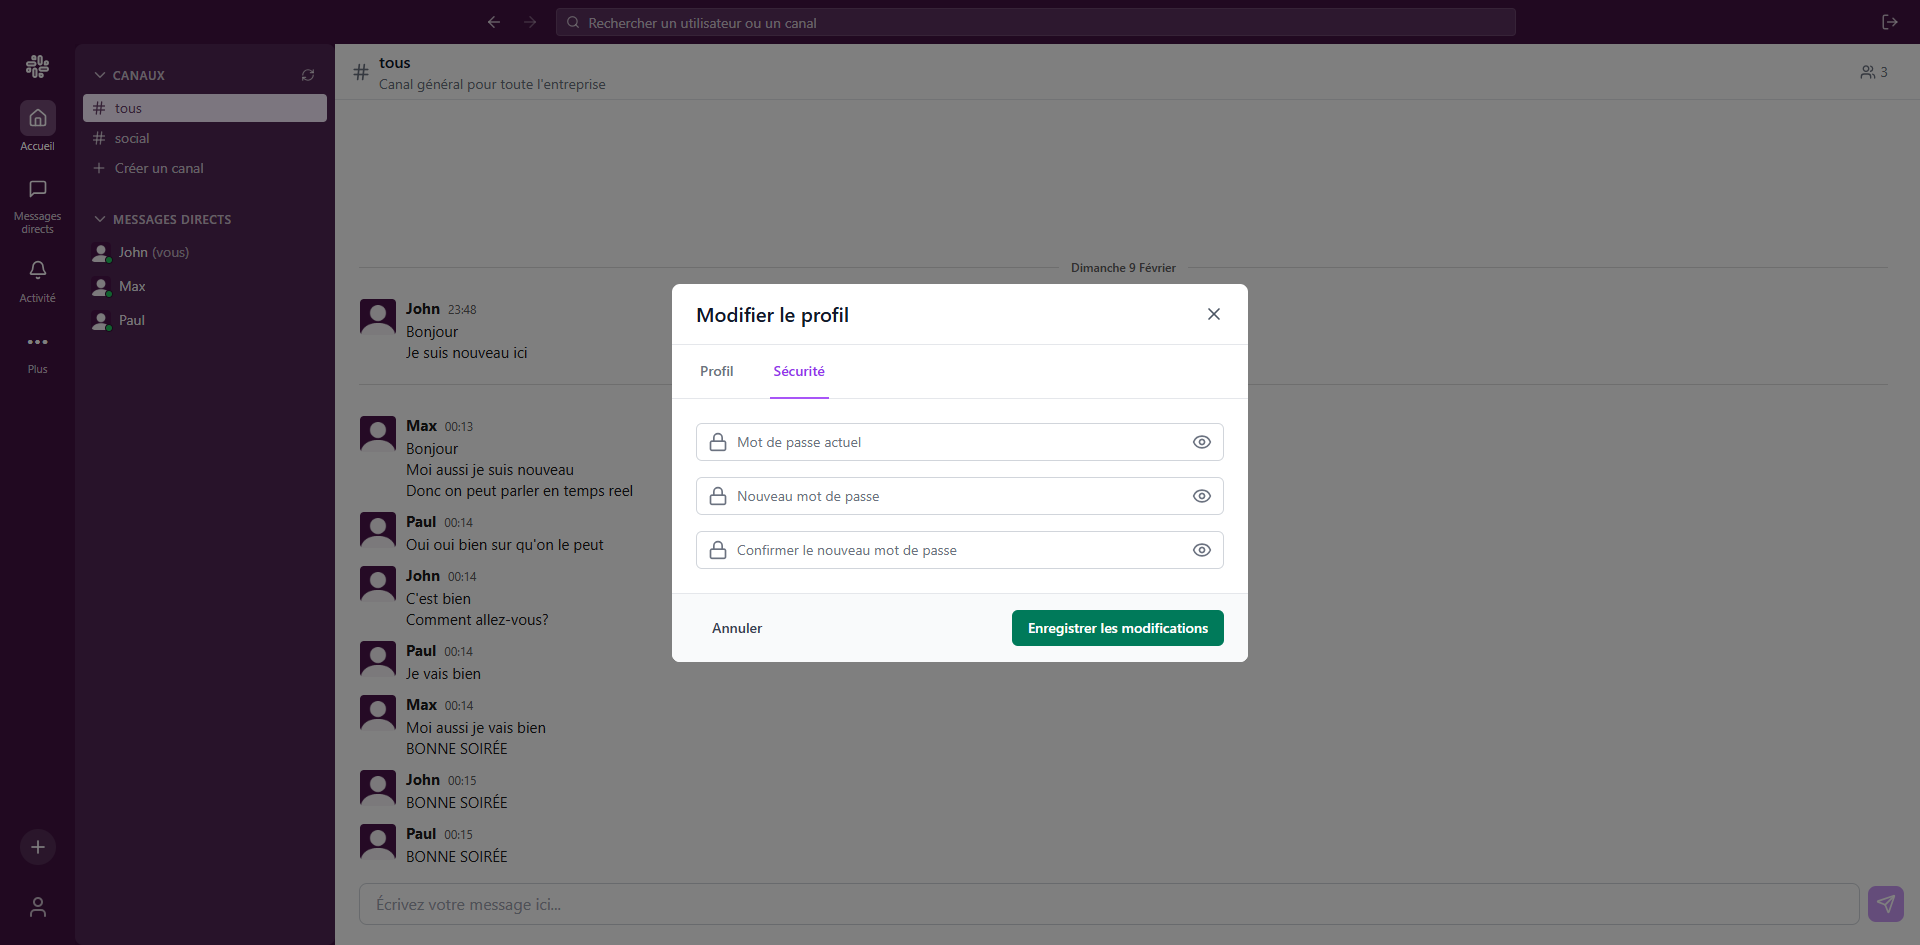 Rechercher un utilisateur ou un canal
Accueil
Messages
directs
Activité
Plus
CANAUX
# tous
# social
+ Créer un canal
MESSAGES DIRECTS
John (vous)
Max
Paul
# tous
Canal général pour toute l'entreprise
3
Dimanche 9 Février
John 23:48
Bonjour
Je suis nouveau ici
Max 00:13
Bonjour
Moi aussi je suis nouveau
Donc on peut parler en temps reel
Paul 00:14
Oui oui bien sur qu'on le peut
John 00:14
C'est bien
Comment allez-vous?
Paul 00:14
Je vais bien
Max 00:14
Moi aussi je vais bien
BONNE SOIRÉE
John 00:15
BONNE SOIRÉE
Paul 00:15
BONNE SOIRÉE
Écrivez votre message ici...
Modifier le profil
Profil Sécurité
Mot de passe actuel
Nouveau mot de passe
Confirmer le nouveau mot de passe
Annuler Enregistrer les modifications